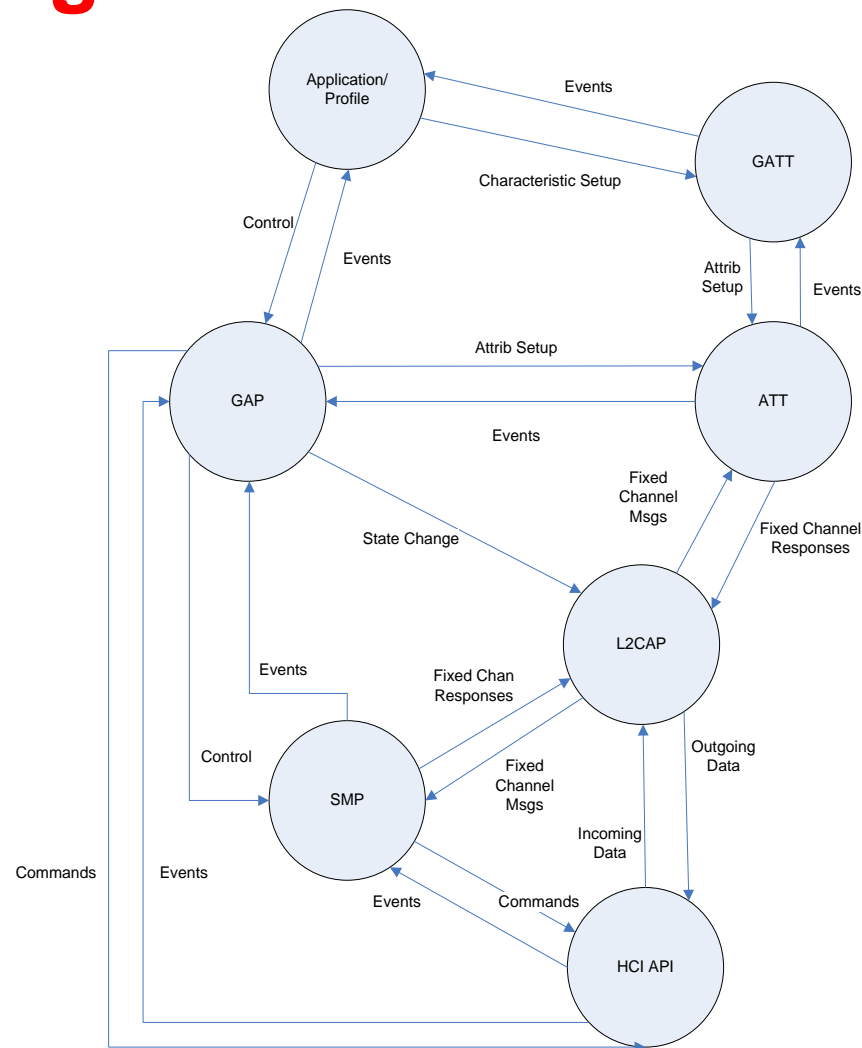 Application/
Profile
Events
GATT
Characteristic Setup
Control
Events
Attrib
Setup
Events
Attrib Setup
GAP
ATT
Events
Fixed
Channel
Msgs
Fixed Channel
Responses
State Change
L2CAP
Events
Fixed Chan
Responses
Outgoing
Data
Control
Fixed
Channel
Msgs
SMP
Incoming
Data
Commands
Events
Events
Commands
HCI API